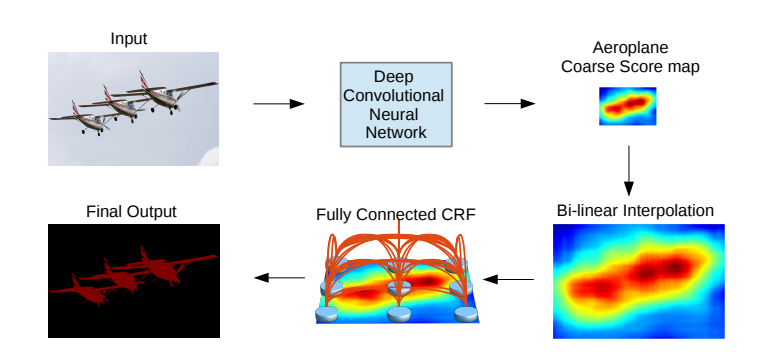 Input
Deep
Convolutional
Neural
Network
Aeroplane
Coarse Score map
Final Output
Fully Connected CRF
Bi-linear Interpolation